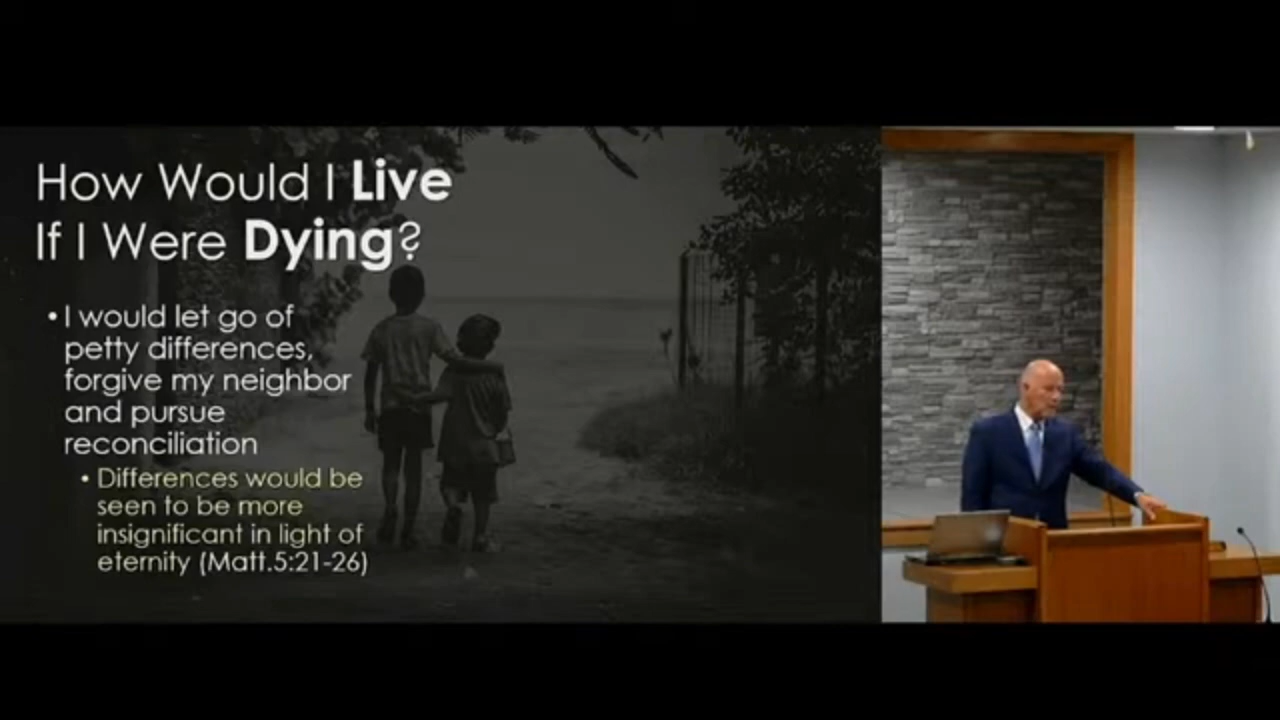 How Would I Live
If I Were Dying?
• I would let go of
petty differences,
forgive my neighbor
and pursue
reconciliation
• Differences would be
seen to be more
insignificant in light of
eternity (Matt.5:21-26)